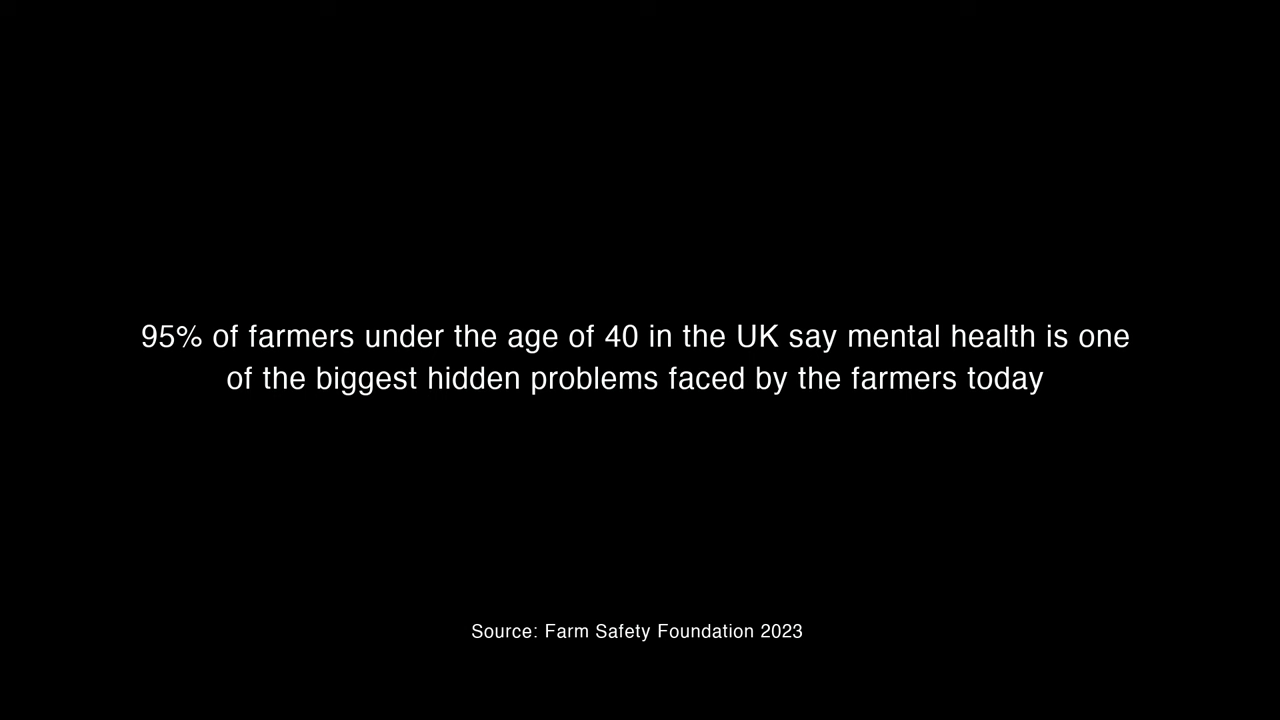 95% of farmers under the age of 40 in the UK say mental health is one
of the biggest hidden problems faced by the farmers today
Source: Farm Safety Foundation 2023